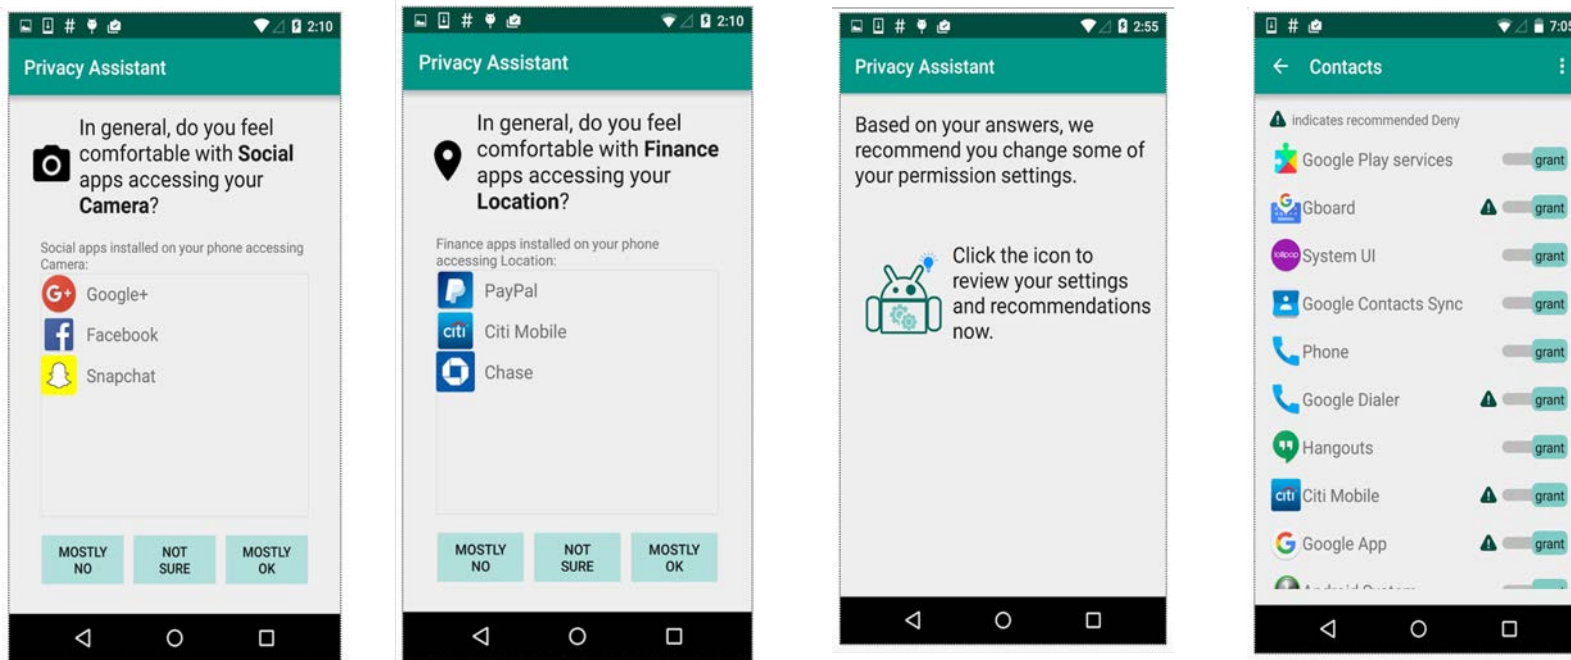 2:10
Privacy Assistant
In general, do you feel
comfortable with Social
apps accessing your
Camera?
Social apps installed on your phone accessing
Camera:
G+ Google+
Facebook
Snapchat
MOSTLY NO
NOT SURE
MOSTLY OK
2:10
Privacy Assistant
In general, do you feel
comfortable with Finance
apps accessing your
Location?
Finance apps installed on your phone
accessing Location:
PayPal
citi Citi Mobile
Chase
MOSTLY NO
NOT SURE
MOSTLY OK
2:55
Privacy Assistant
Based on your answers, we
recommend you change some of
your permission settings.
Click the icon to
review your settings
and recommendations
now.
7:05
Contacts
indicates recommended Deny
Google Play services grant
Gboard grant
lollipop System UI grant
Google Contacts Sync grant
Phone grant
Google Dialer grant
Hangouts grant
citi Citi Mobile grant
Google App grant